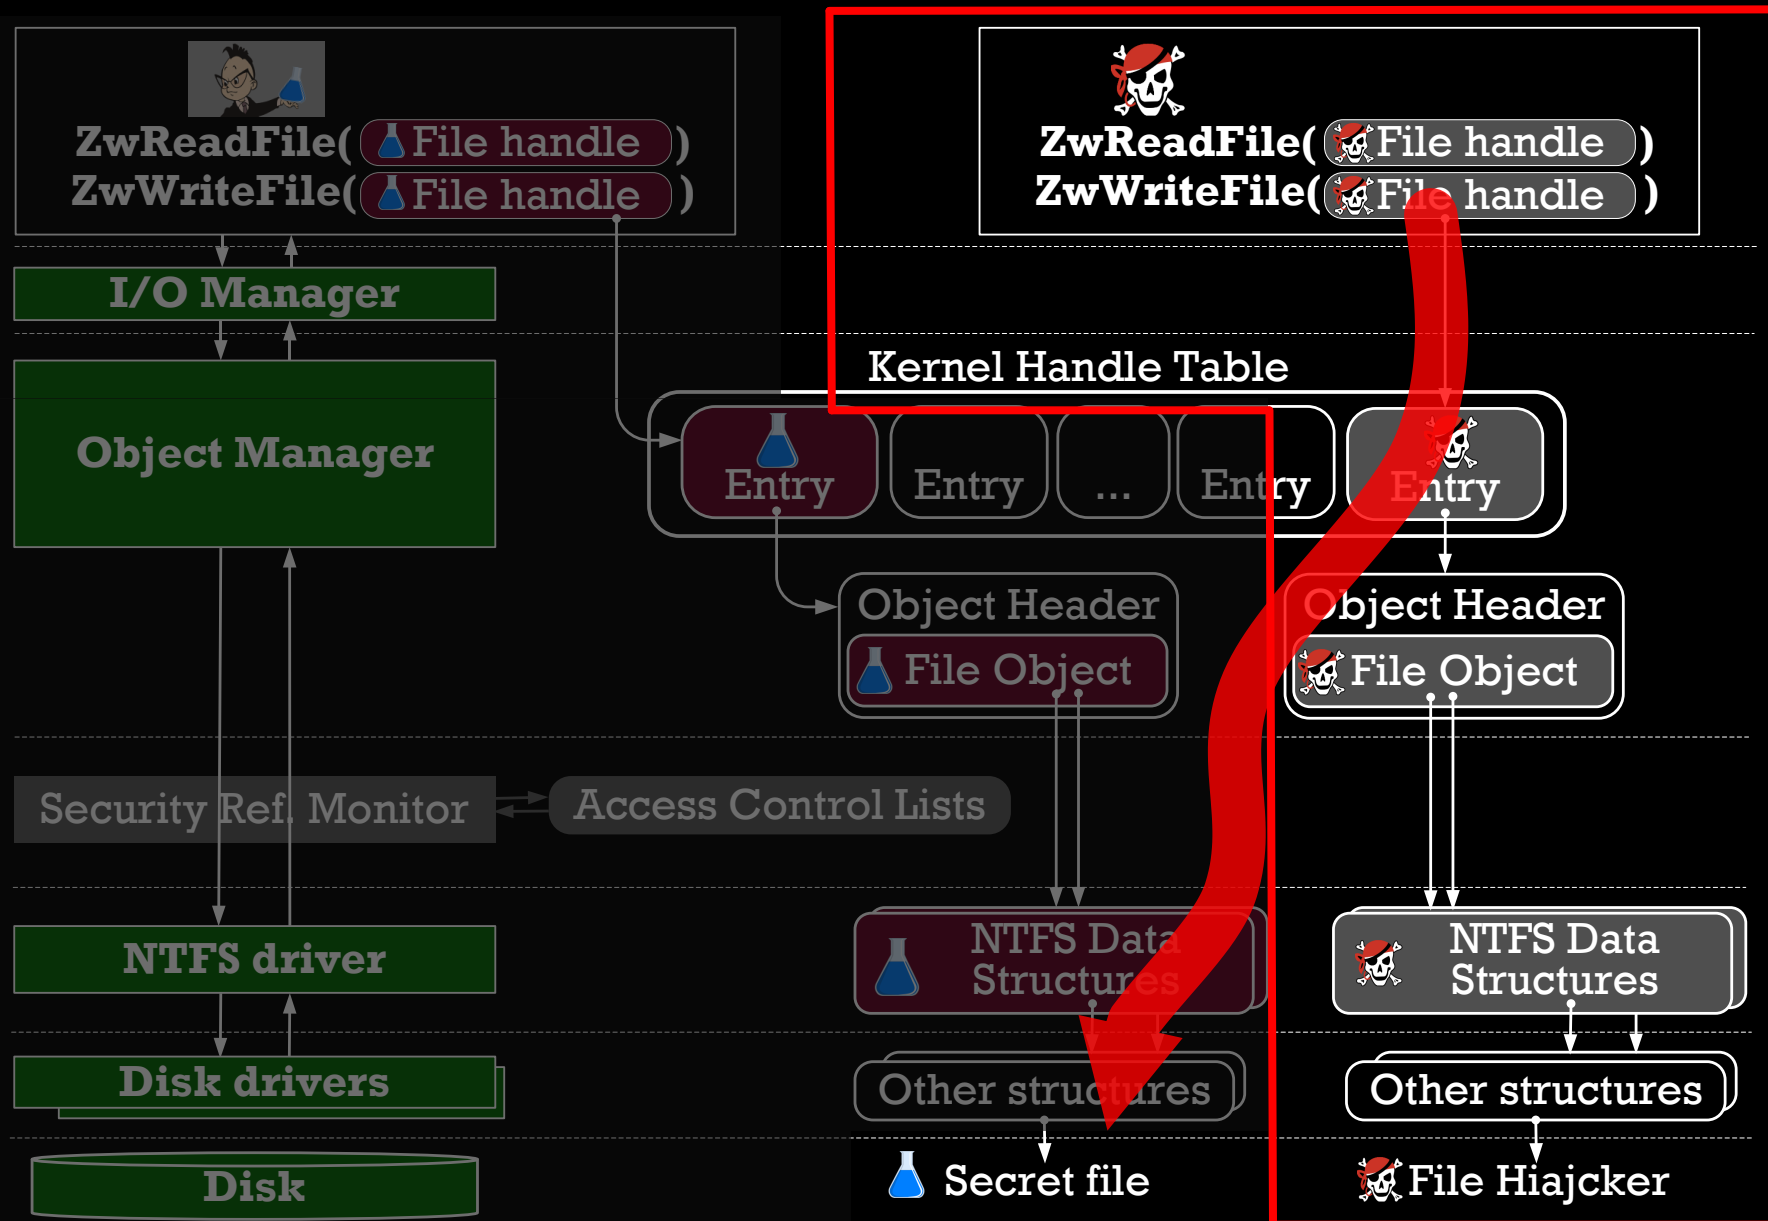 ZwReadFile( File handle )
ZwWriteFile( File handle )
ZwReadFile( File handle )
ZwWriteFile( File handle )
I/O Manager
Kernel Handle Table
Object Manager
Entry
Entry
...
Entry
Entry
Object Header
File Object
Object Header
File Object
Security Ref. Monitor
Access Control Lists
NTFS driver
NTFS Data
Structures
NTFS Data
Structures
Disk drivers
Other structures
Other structures
Disk
Secret file
File Hiajcker